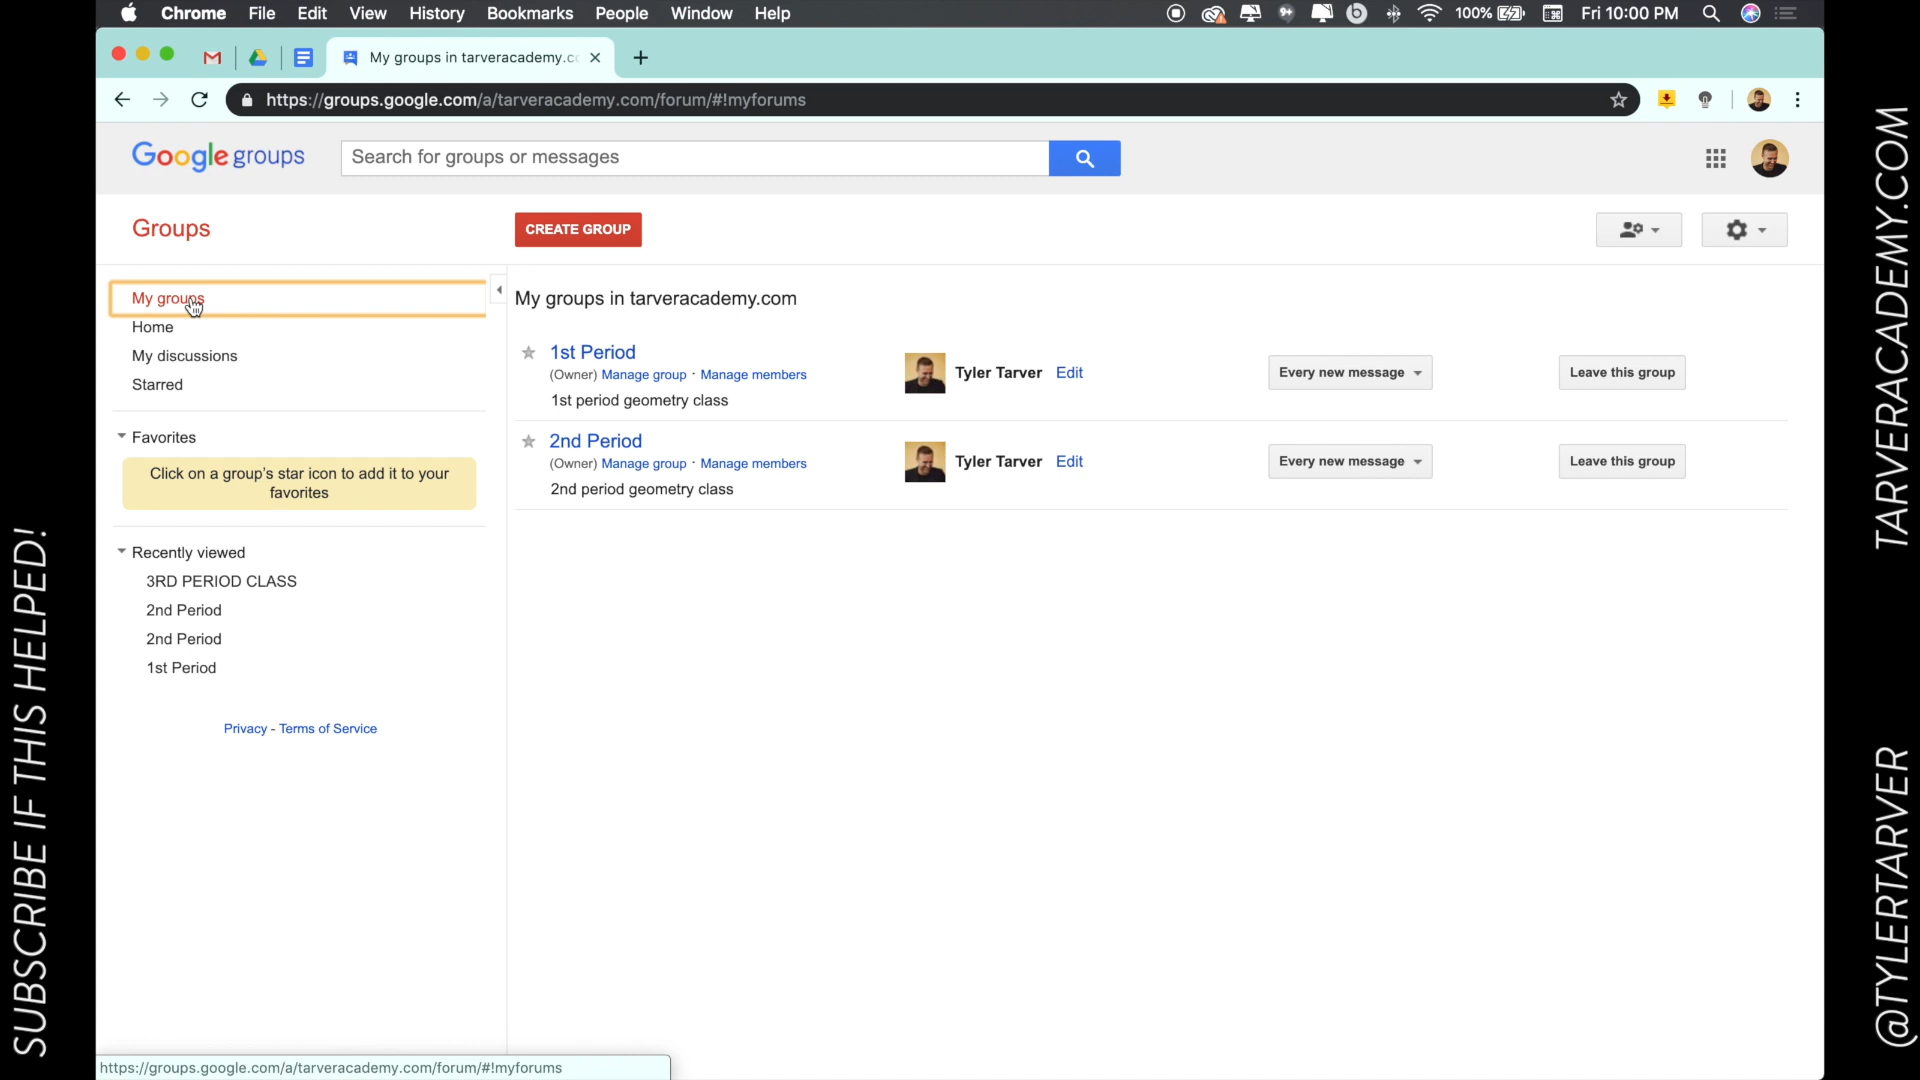 Chrome File Edit View History Bookmarks People Window Help
100% Fri 10:00 PM
My groups in tarveracademy.co
https://groups.google.com/a/tarveracademy.com/forum/#!myforums
Google groups
Search for groups or messages
Groups
CREATE GROUP
My groups
Home
My discussions
Starred
Favorites
Click on a group's star icon to add it to your
favorites
Recently viewed
3RD PERIOD CLASS
2nd Period
2nd Period
1st Period
Privacy - Terms of Service
My groups in tarveracademy.com
1st Period
(Owner) Manage group · Manage members
1st period geometry class
Tyler Tarver Edit
Every new message
Leave this group
2nd Period
(Owner) Manage group · Manage members
2nd period geometry class
Tyler Tarver Edit
Every new message
Leave this group
https://groups.google.com/a/tarveracademy.com/forum/#!myforums
SUBSCRIBE IF THIS HELPED!
TARVERACADEMY.COM
@TYLERTARVER